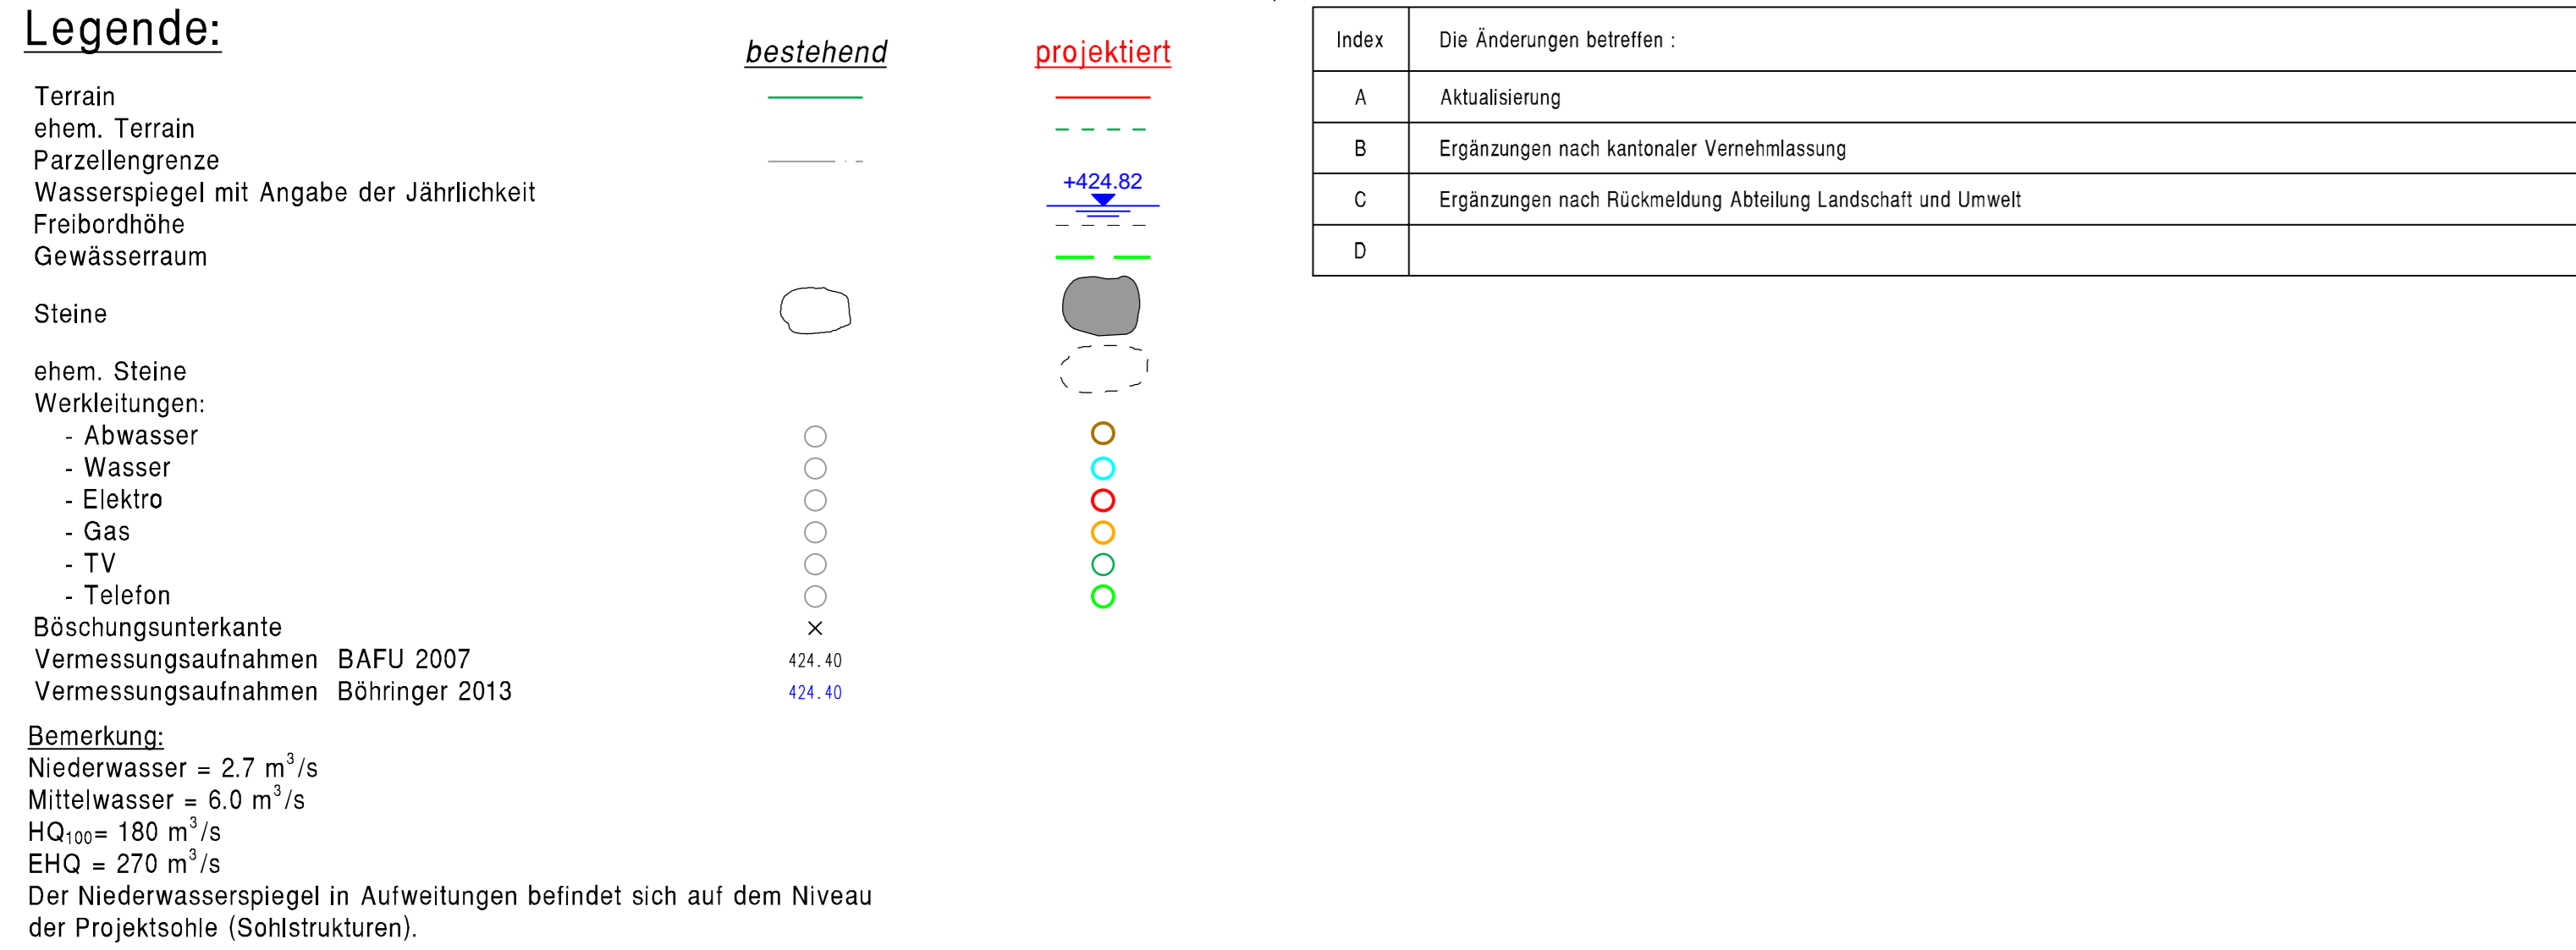 Legende:
bestehend projektiert
Terrain
ehem. Terrain
Parzellengrenze
Wasserspiegel mit Angabe der Jährlichkeit +424.82
Freibordhöhe
Gewässerraum
Steine
ehem. Steine
Werkleitungen:
- Abwasser
- Wasser
- Elektro
- Gas
- TV
- Telefon
Böschungsunterkante
Vermessungsaufnahmen BAFU 2007 424.40
Vermessungsaufnahmen Böhringer 2013 424.40
Bemerkung:
Niederwasser = 2.7 m³/s
Mittelwasser = 6.0 m³/s
HQ₁₀₀= 180 m³/s
EHQ = 270 m³/s
Der Niederwasserspiegel in Aufweitungen befindet sich auf dem Niveau
der Projektsohle (Sohlstrukturen).
Index Die Änderungen betreffen :
A Aktualisierung
B Ergänzungen nach kantonaler Vernehmlassung
C Ergänzungen nach Rückmeldung Abteilung Landschaft und Umwelt
D